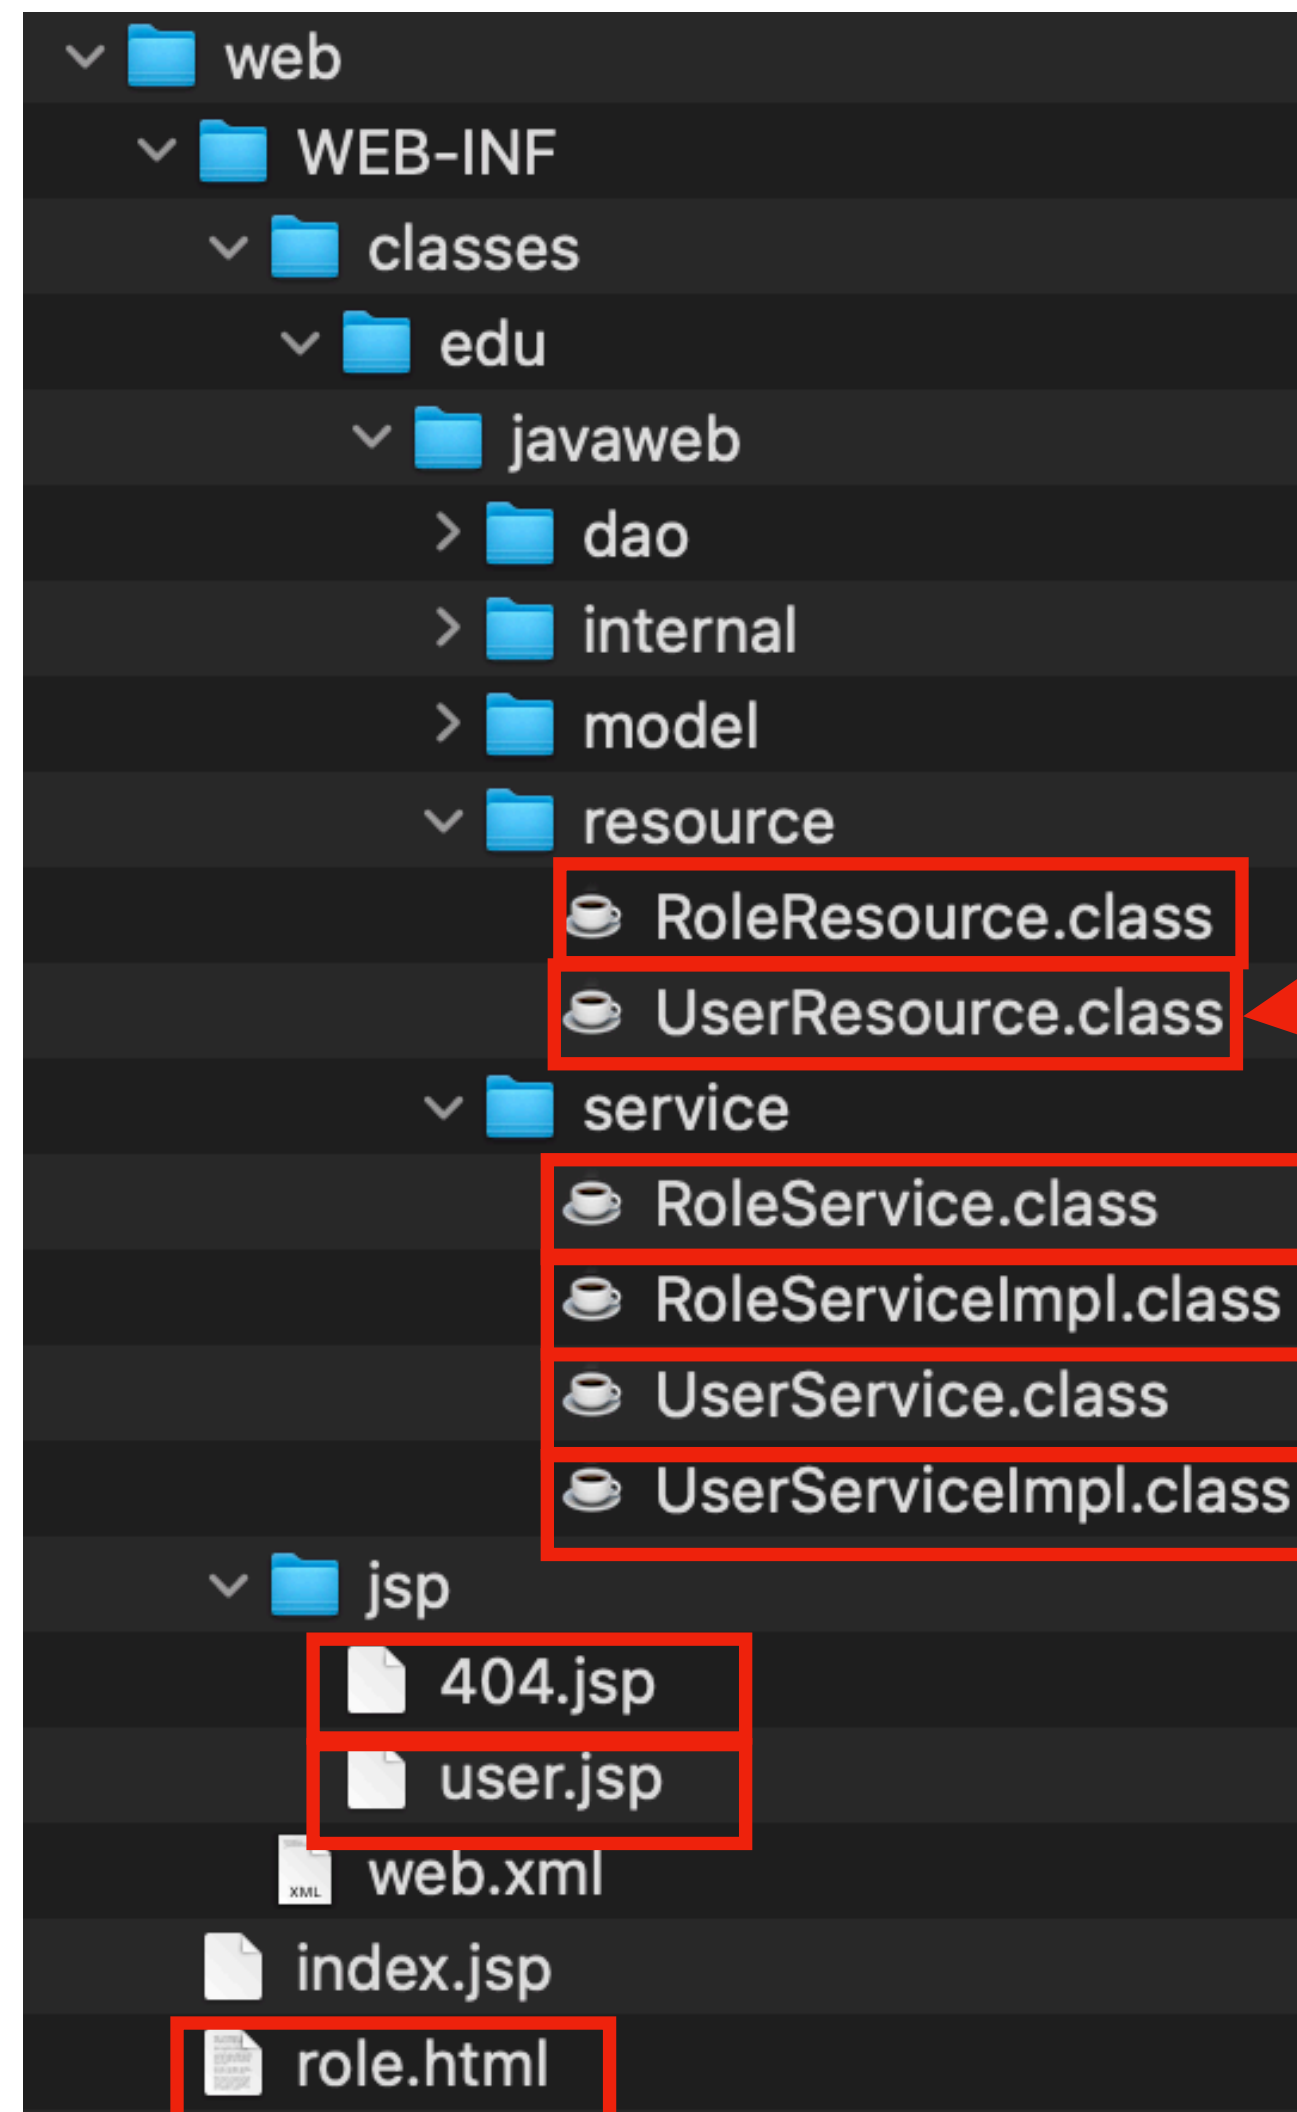 web
WEB-INF
classes
edu
javaweb
dao
internal
model
resource
RoleResource.class
UserResource.class
service
RoleService.class
RoleServiceImpl.class
UserService.class
UserServiceImpl.class
jsp
404.jsp
user.jsp
XML web.xml
index.jsp
role.html